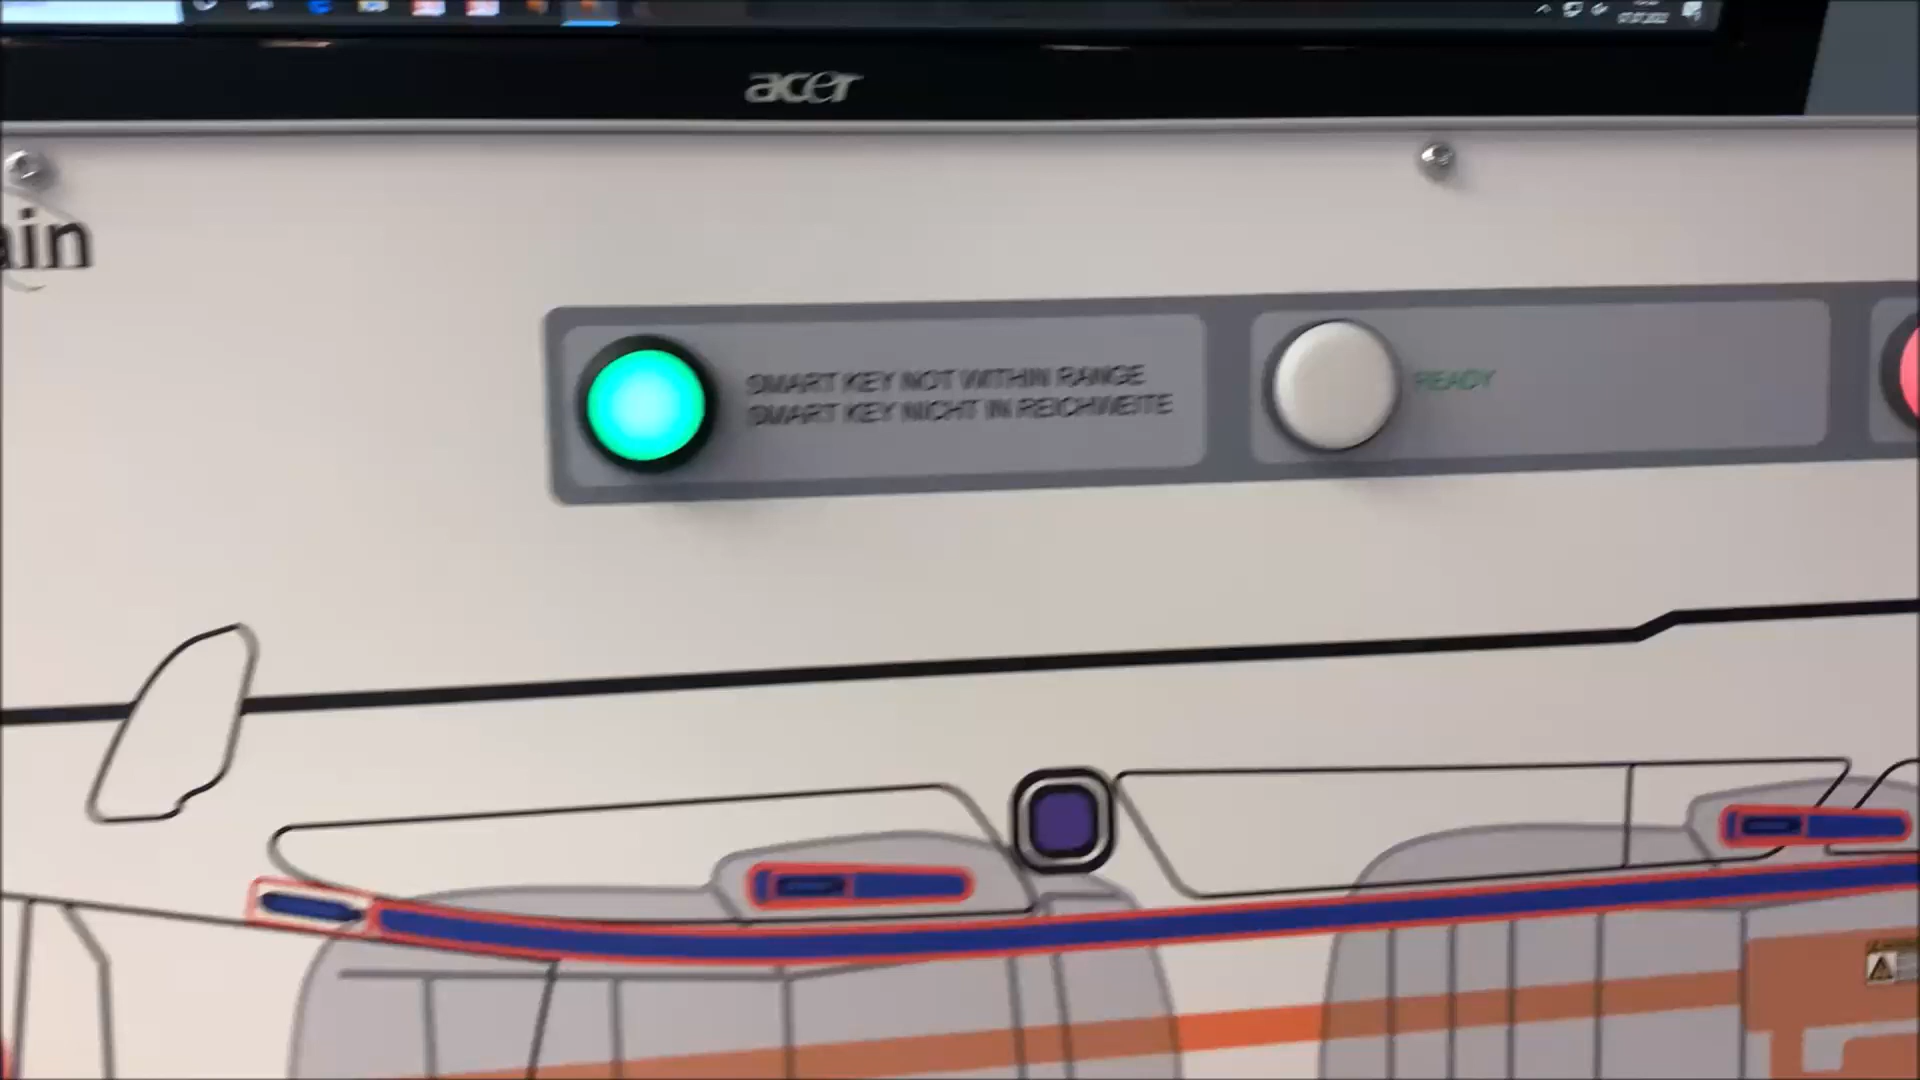 acer
ain
SMART KEY NOT WITHIN RANGE
SMART KEY NICHT IN REICHWEITE
READY